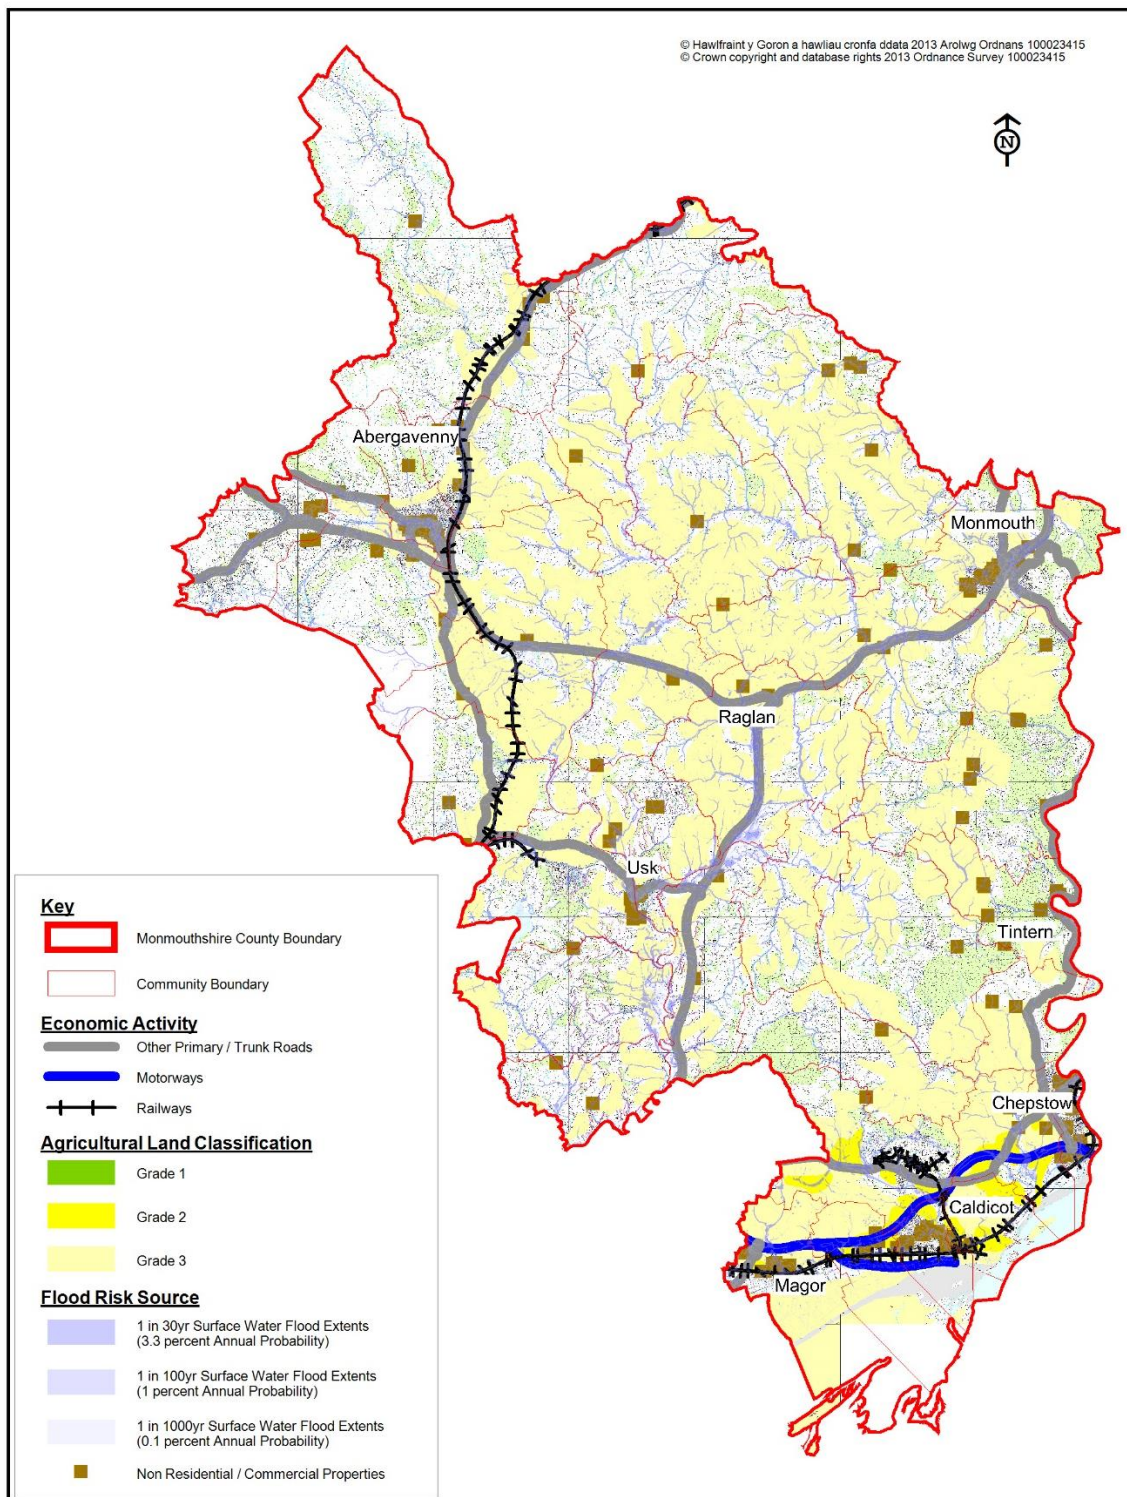 © Hawlfraint y Goron a hawliau cronfa ddata 2013 Arolwg Ordnans 100023415
© Crown copyright and database rights 2013 Ordnance Survey 100023415
N
Abergavenny
Monmouth
Raglan
Usk
Tintern
Chepstow
Caldicot
Magor
Key
Monmouthshire County Boundary
Community Boundary
Economic Activity
Other Primary / Trunk Roads
Motorways
Railways
Agricultural Land Classification
Grade 1
Grade 2
Grade 3
Flood Risk Source
1 in 30yr Surface Water Flood Extents
(3.3 percent Annual Probability)
1 in 100yr Surface Water Flood Extents
(1 percent Annual Probability)
1 in 1000yr Surface Water Flood Extents
(0.1 percent Annual Probability)
Non Residential / Commercial Properties